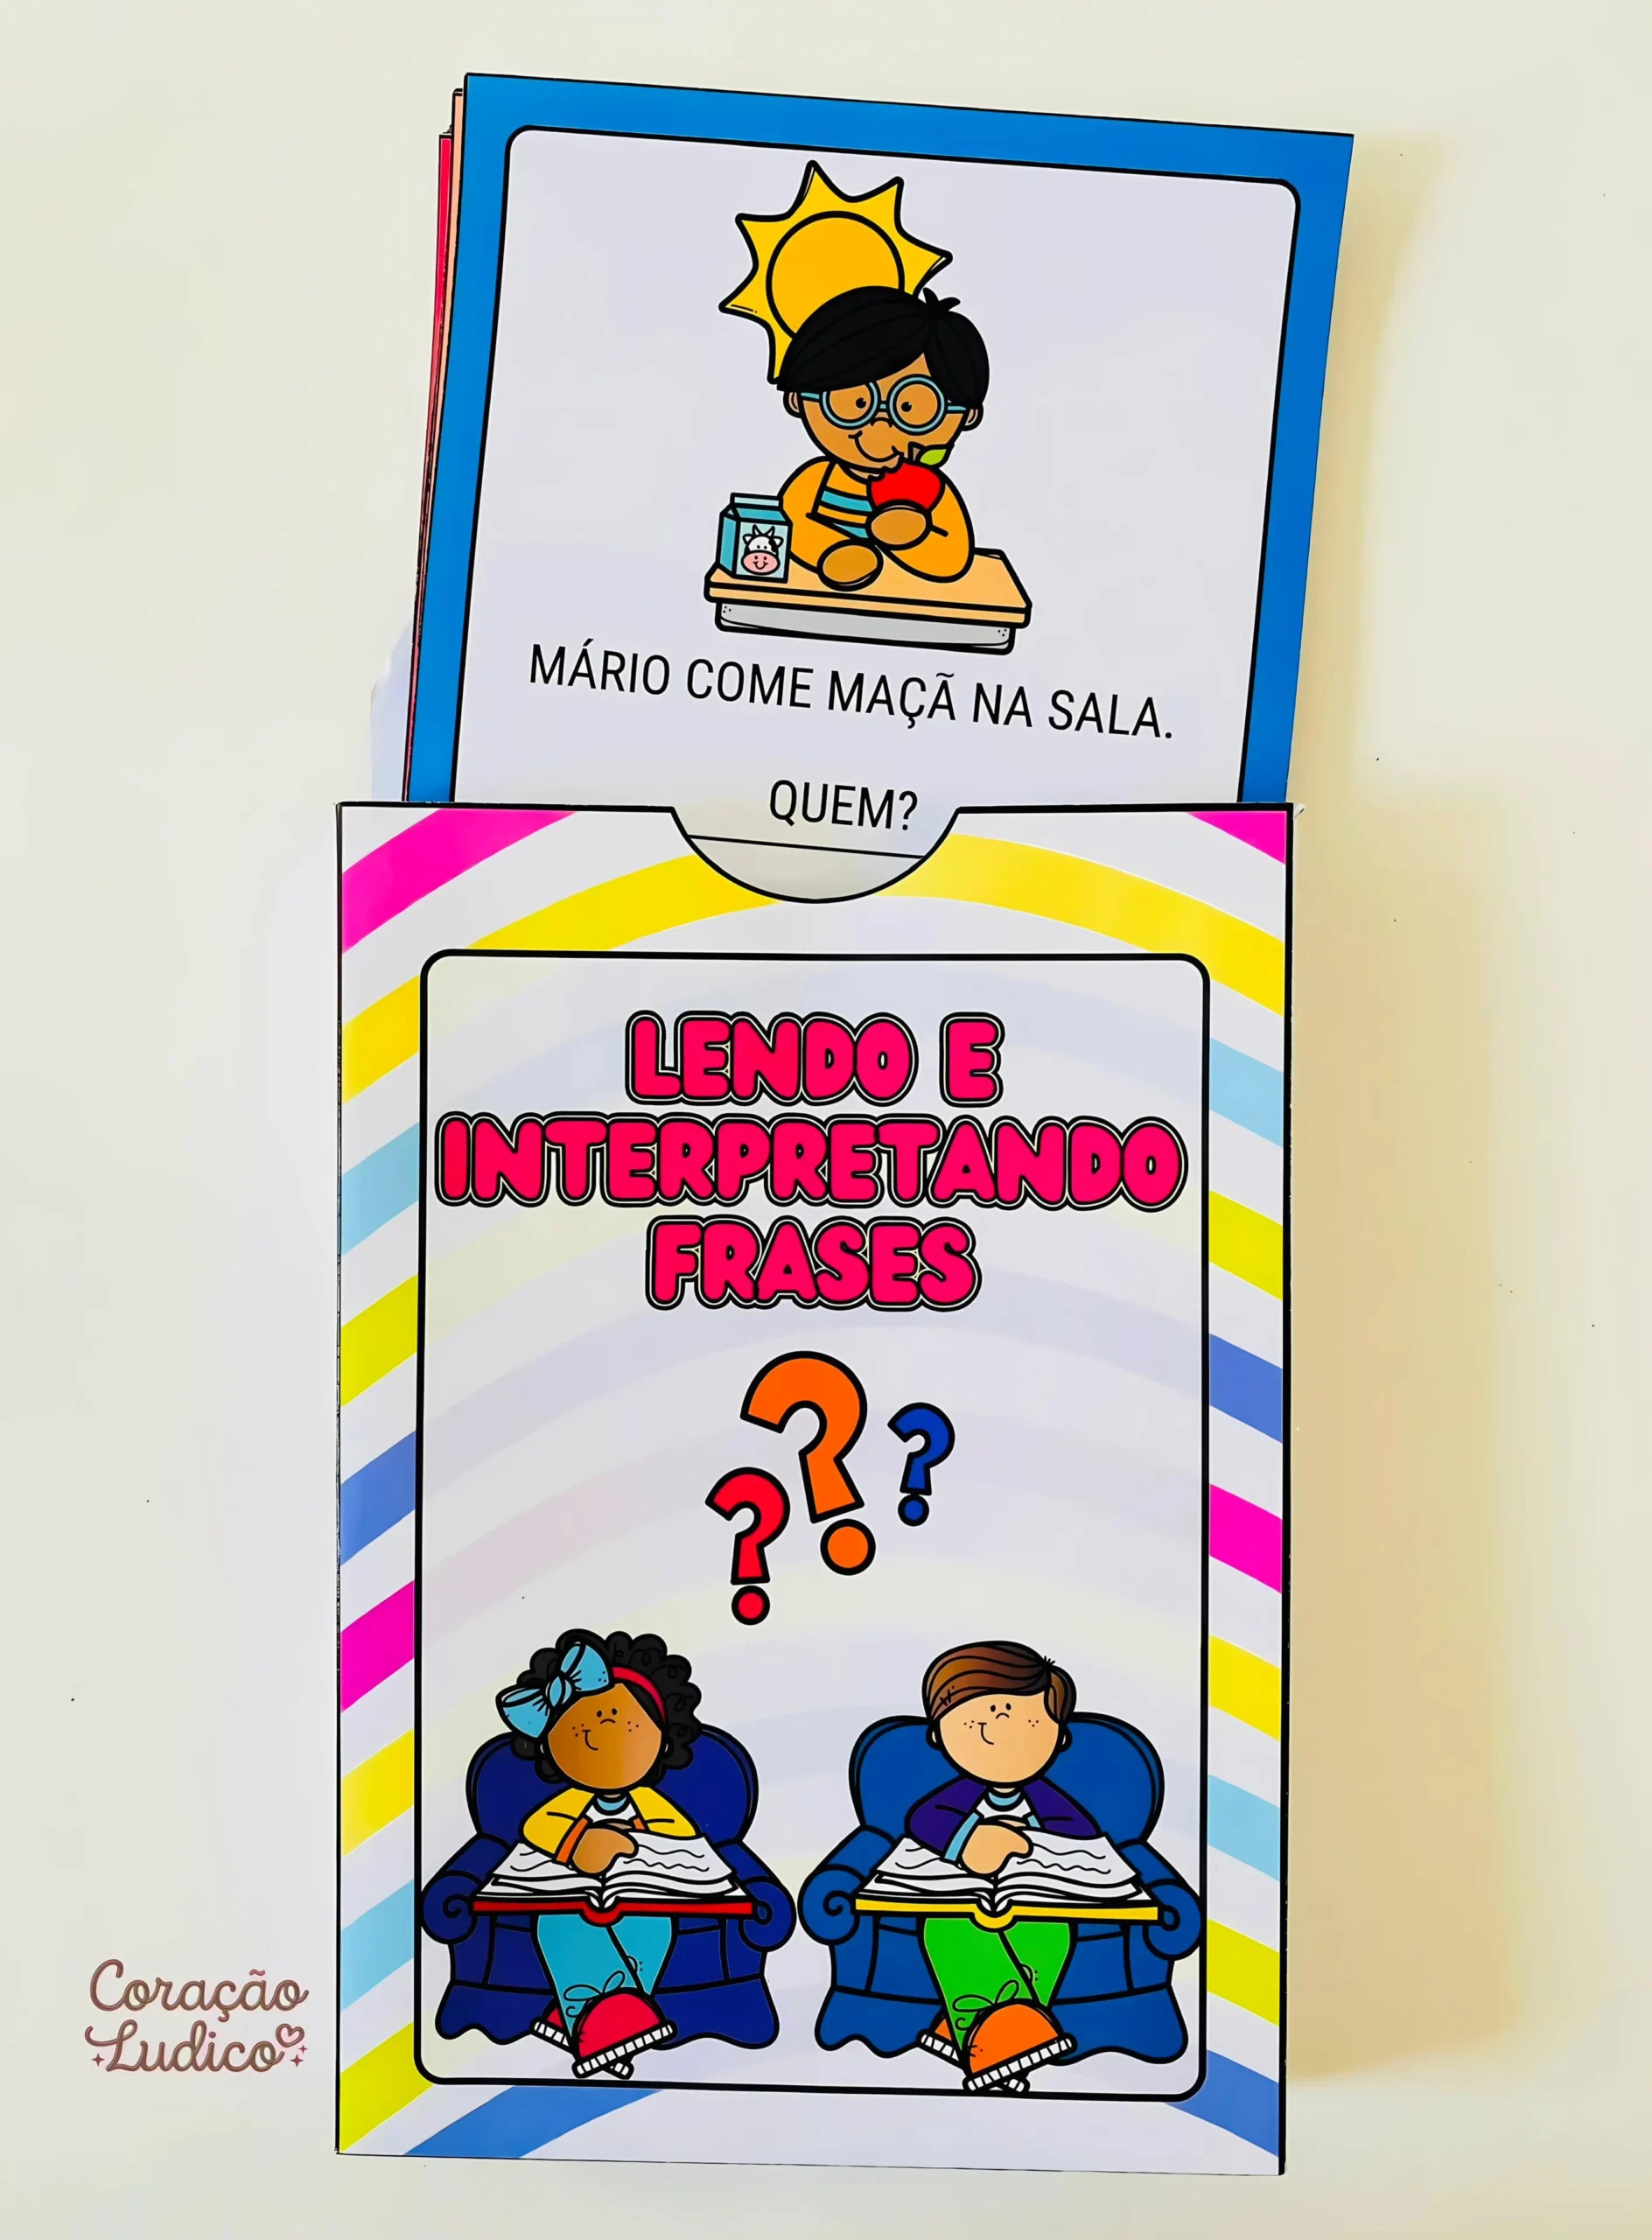 MÁRIO COME MAÇÃ NA SALA.
QUEM?
LENDO E
INTERPRETANDO
FRASES
Coração
Ludico